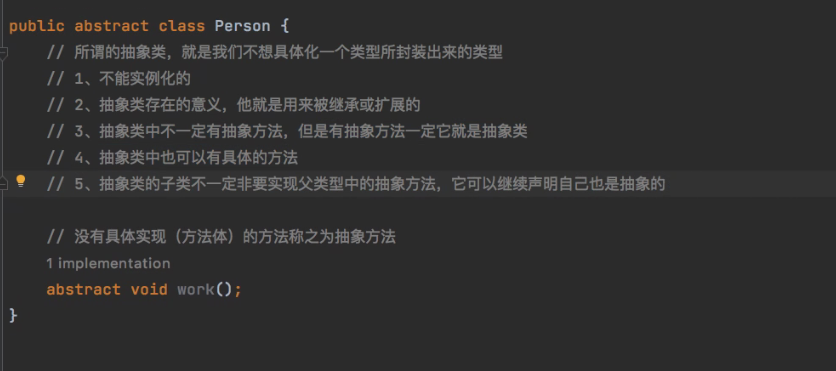 public abstract class Person {
// 所谓的抽象类，就是我们不想具体化一个类型所封装出来的类型
// 1、不能实例化的
// 2、抽象类存在的意义，他就是用来被继承或扩展的
// 3、抽象类中不一定有抽象方法，但是有抽象方法一定它就是抽象类
// 4、抽象类中也可以有具体的方法
// 5、抽象类的子类不一定非要实现父类型中的抽象方法，它可以继续声明自己也是抽象的
// 没有具体实现（方法体）的方法称之为抽象方法
1 implementation
abstract void work();
}